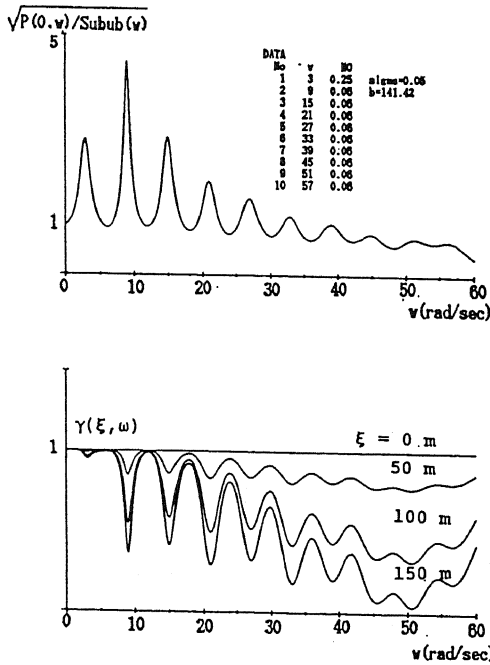 √P(0.w)/Subub(w)
5
1
DATA
No w NO
1 3 0.25 sigma=0.05
2 9 0.06 b=141.42
3 15 0.06
4 21 0.06
5 27 0.06
6 33 0.06
7 39 0.06
8 45 0.06
9 51 0.06
10 57 0.06
0 10 20 30 40 50 60
w(rad/sec)
γ(ξ,ω)
1
ξ = 0 m
50 m
100 m
150 m
0 10 20 30 40 50 60
w(rad/sec)